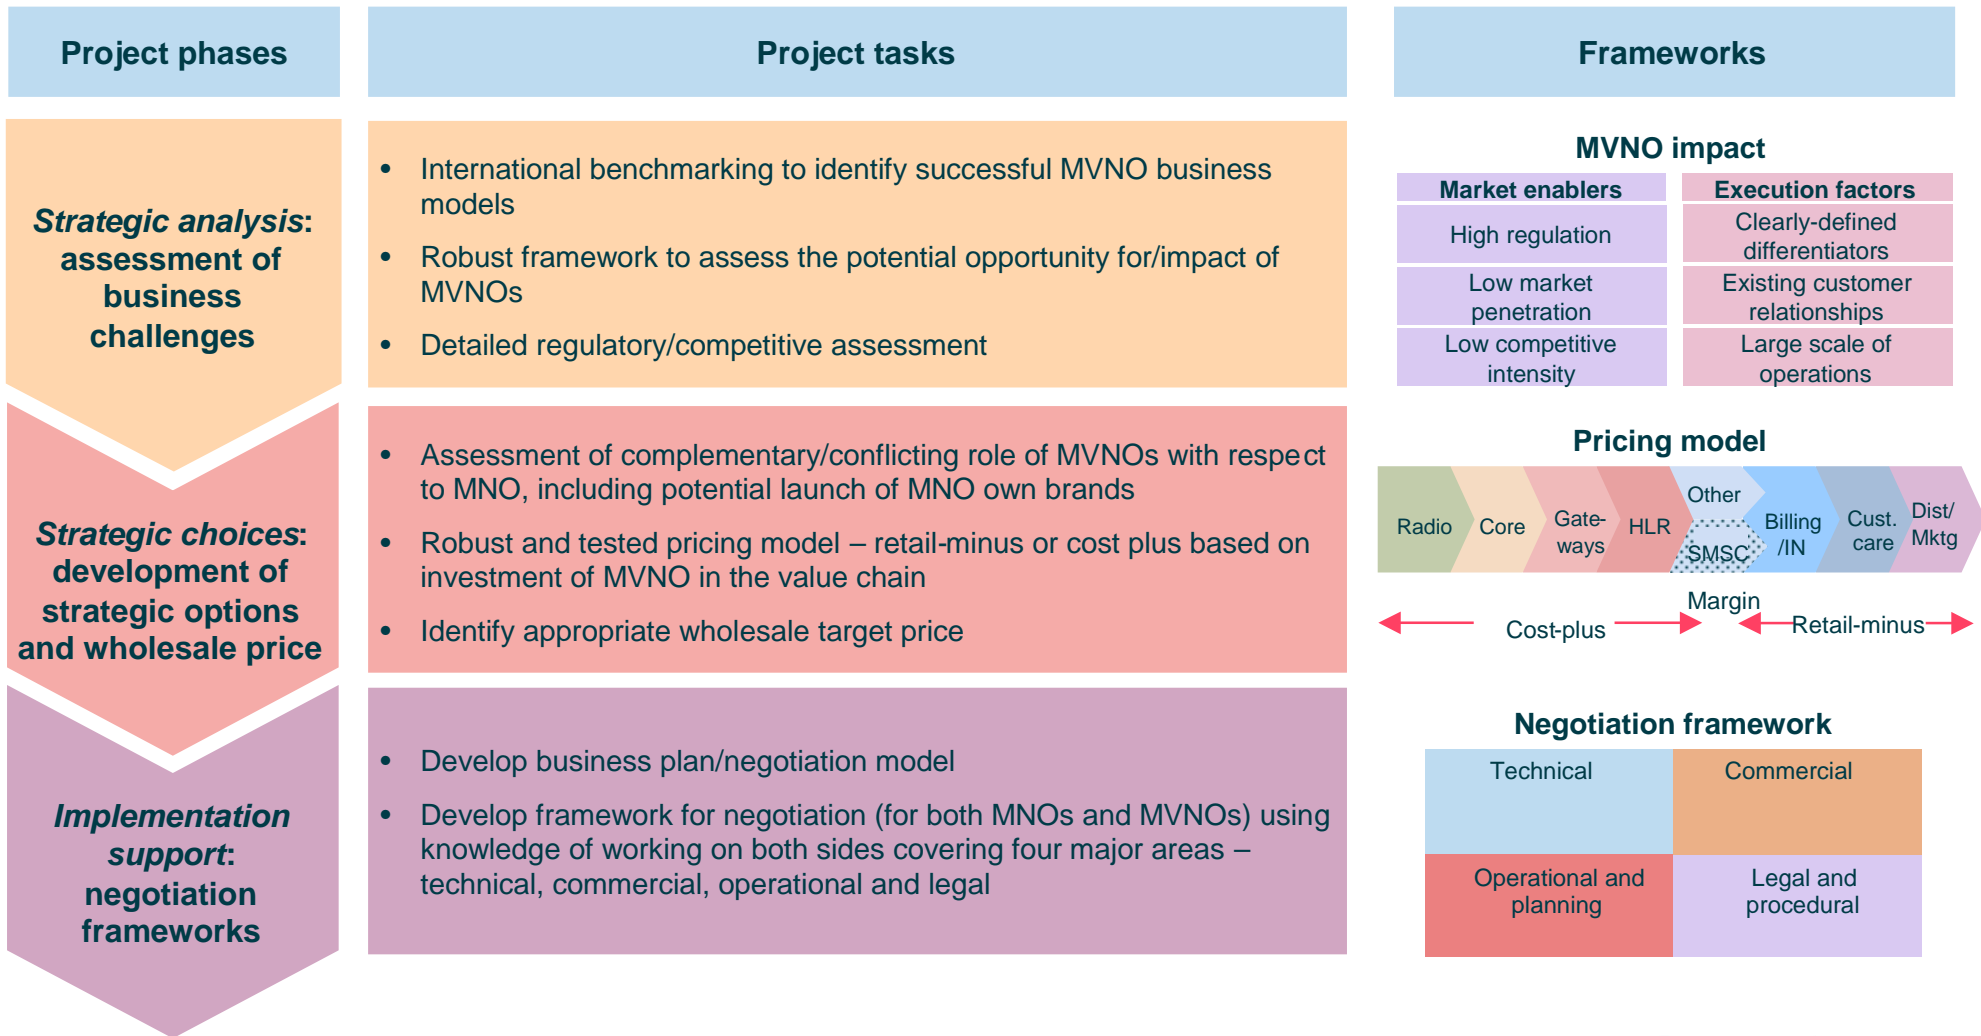 Project phases
Project tasks
Frameworks
Strategic analysis:
assessment of
business
challenges
• International benchmarking to identify successful MVNO business
models
• Robust framework to assess the potential opportunity for/impact of
MVNOs
• Detailed regulatory/competitive assessment
MVNO impact
Market enablers
Execution factors
High regulation
Clearly-defined
differentiators
Low market
penetration
Existing customer
relationships
Low competitive
intensity
Large scale of
operations
Strategic choices:
development of
strategic options
and wholesale price
• Assessment of complementary/conflicting role of MVNOs with respect
to MNO, including potential launch of MNO own brands
• Robust and tested pricing model – retail-minus or cost plus based on
investment of MVNO in the value chain
• Identify appropriate wholesale target price
Pricing model
Radio
Core
Gate-
ways
HLR
Other
SMSC
Billing
/IN
Cust.
care
Dist/
Mktg
Margin
Cost-plus
Retail-minus
Implementation
support:
negotiation
frameworks
• Develop business plan/negotiation model
• Develop framework for negotiation (for both MNOs and MVNOs) using
knowledge of working on both sides covering four major areas –
technical, commercial, operational and legal
Negotiation framework
Technical
Commercial
Operational and
planning
Legal and
procedural